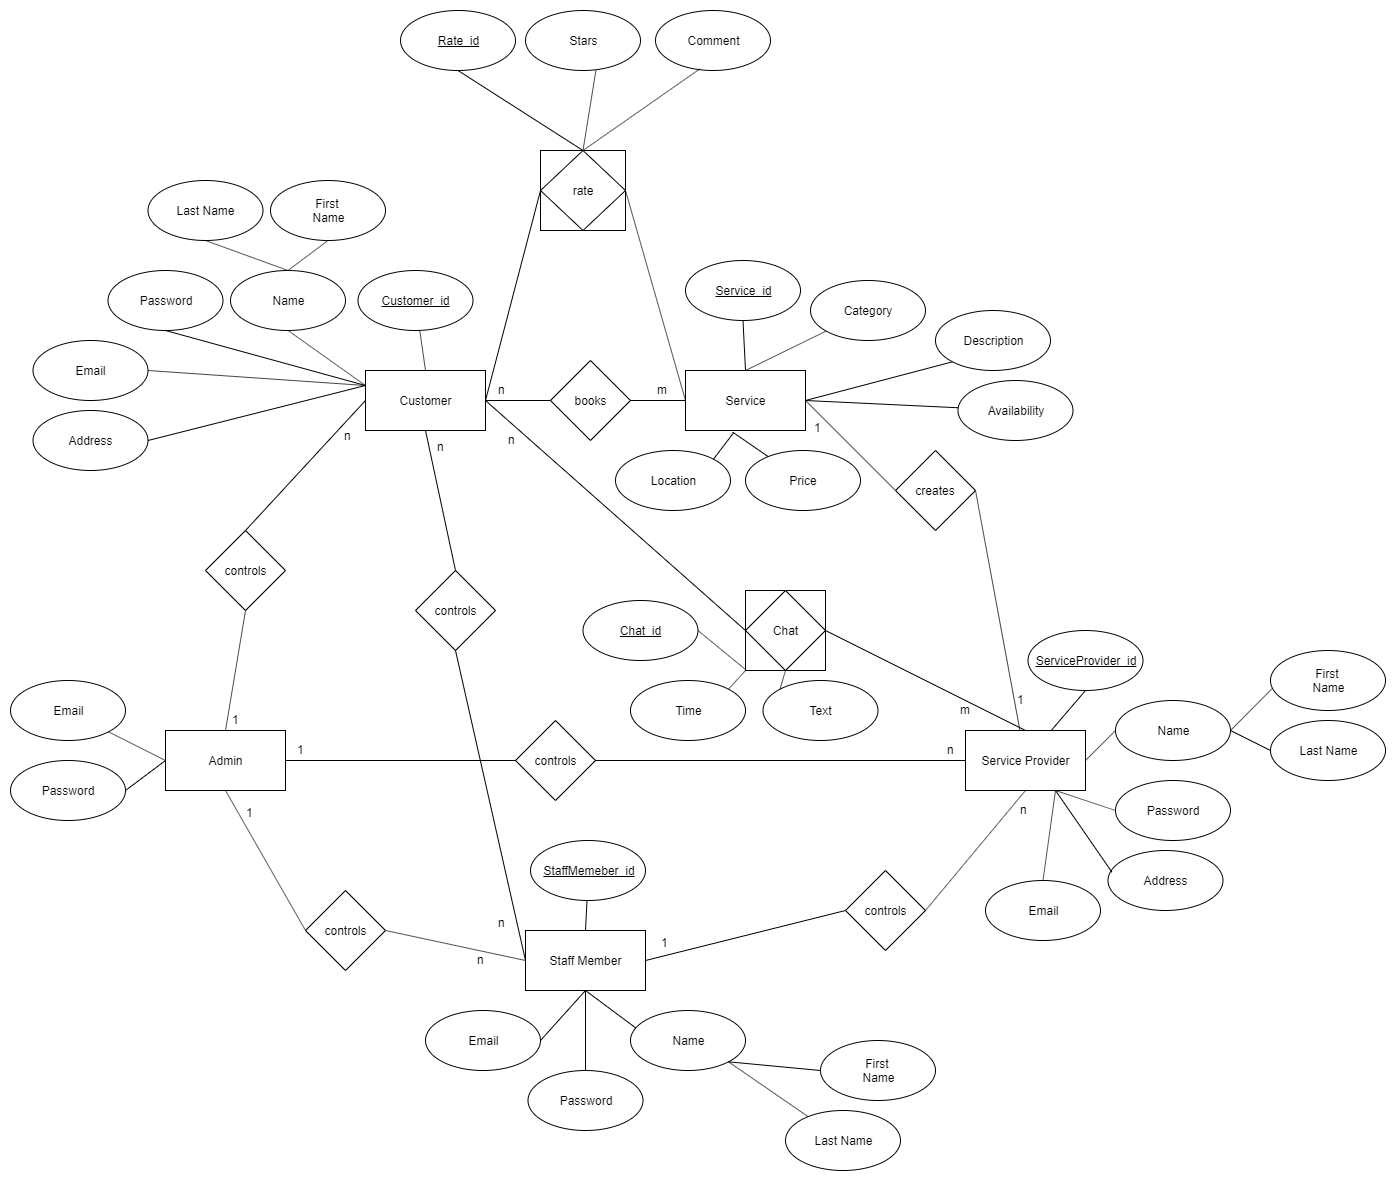 Rate_id
Stars
Comment
rate
Last Name
First
Name
Password
Name
Customer_id
Service_id
Category
Description
Email
Availability
Address
Customer
n
books
m
Service
1
n
n
n
Location
Price
creates
controls
controls
Chat_id
Chat
ServiceProvider_id
Time
Text
m
1
Name
First
Name
Last Name
Email
Password
1
Admin
1
controls
n
Service Provider
1
n
Password
Address
Email
StaffMemeber_id
controls
controls
n
n
1
Staff Member
Email
Password
Name
First
Name
Last Name